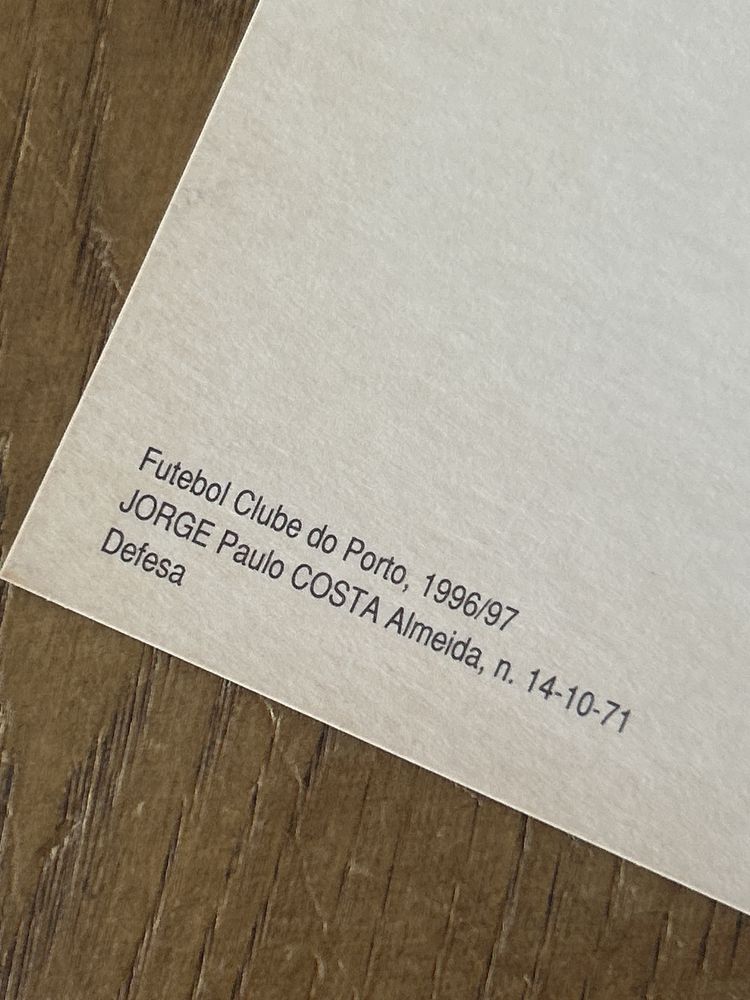 Futebol Clube do Porto, 1996/97
JORGE Paulo COSTA Almeida, n. 14-10-71
Defesa